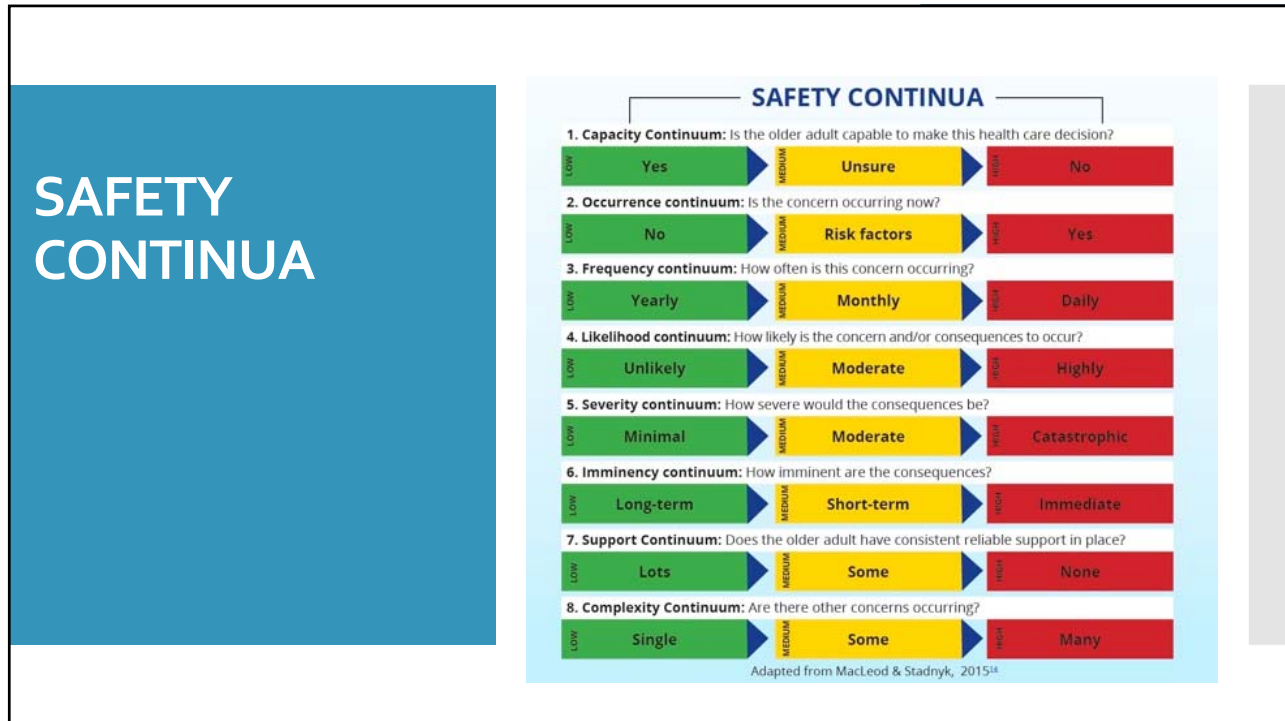 SAFETY
CONTINUA
SAFETY CONTINUA
1. Capacity Continuum: Is the older adult capable to make this health care decision?
LOW Yes MEDIUM Unsure HIGH No
2. Occurrence continuum: Is the concern occurring now?
LOW No MEDIUM Risk factors HIGH Yes
3. Frequency continuum: How often is this concern occurring?
LOW Yearly MEDIUM Monthly HIGH Daily
4. Likelihood continuum: How likely is the concern and/or consequences to occur?
LOW Unlikely MEDIUM Moderate HIGH Highly
5. Severity continuum: How severe would the consequences be?
LOW Minimal MEDIUM Moderate HIGH Catastrophic
6. Imminency continuum: How imminent are the consequences?
LOW Long-term MEDIUM Short-term HIGH Immediate
7. Support Continuum: Does the older adult have consistent reliable support in place?
LOW Lots MEDIUM Some HIGH None
8. Complexity Continuum: Are there other concerns occurring?
LOW Single MEDIUM Some HIGH Many
Adapted from MacLeod & Stadnyk, 2015¹⁴